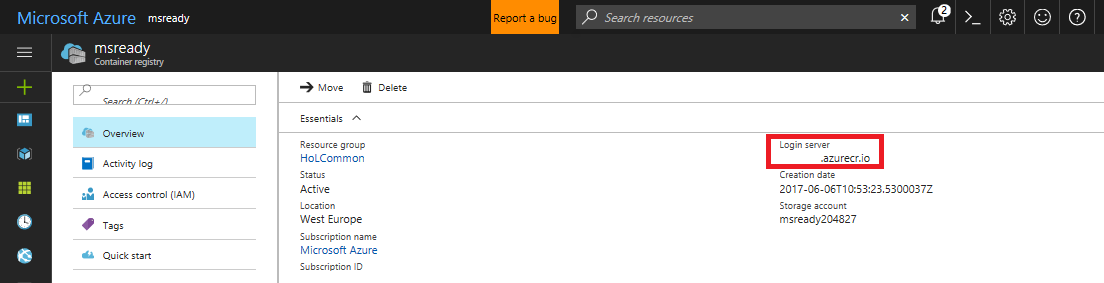 Microsoft Azure msready
Report a bug
Search resources
2
msready
Container registry
Search (Ctrl+/)
Overview
Activity log
Access control (IAM)
Tags
Quick start
Move
Delete
Essentials
Resource group
HoLCommon
Status
Active
Location
West Europe
Subscription name
Microsoft Azure
Subscription ID
Login server
.azurecr.io
Creation date
2017-06-06T10:53:23.5300037Z
Storage account
msready204827